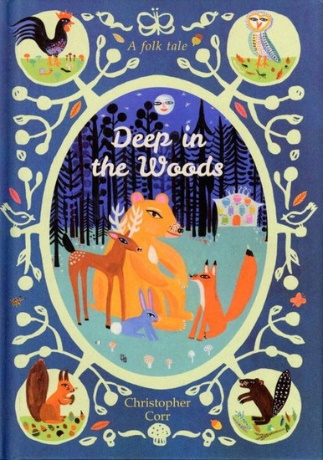 A folk tale
Deep in
the Woods
Christopher
Corr